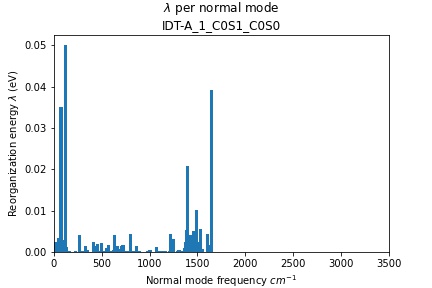 λ per normal mode
IDT-A_1_C0S1_C0S0
Reorganization energy λ (eV)
0.05
0.04
0.03
0.02
0.01
0.00
0 500 1000 1500 2000 2500 3000 3500
Normal mode frequency cm⁻¹